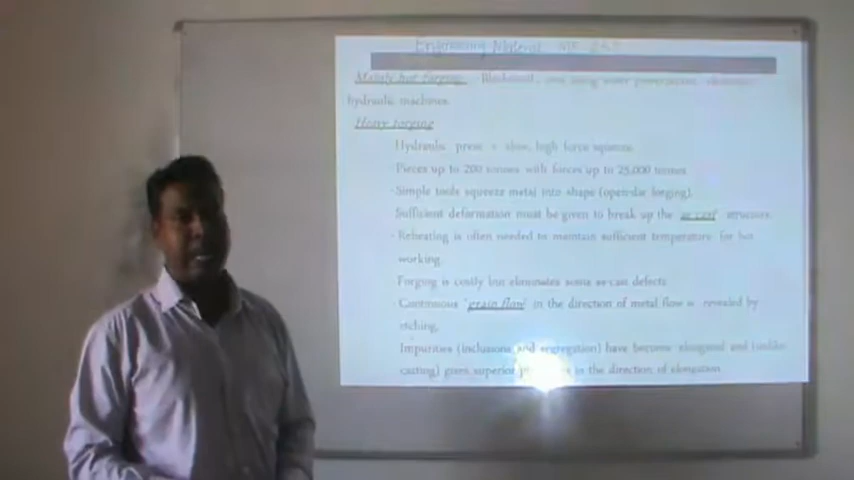 Engineering Material
Mainly hot forging
hydraulic machines.
Heavy forging
Hydraulic press = slow, high force squeeze.
Pieces up to 200 tonnes with forces up to 25,000 tonnes.
Simple tools squeeze metal into shape (open-die forging).
Sufficient deformation must be given to break up the as-cast structure.
Reheating is often needed to maintain sufficient temperature for hot
working.
Forging is costly but eliminates some as-cast defects
Continuous 'grain flow' in the direction of metal flow is revealed by
etching.
Impurities (inclusions and segregation) have become elongated and (unlike
casting) gives superior in the direction of elongation.